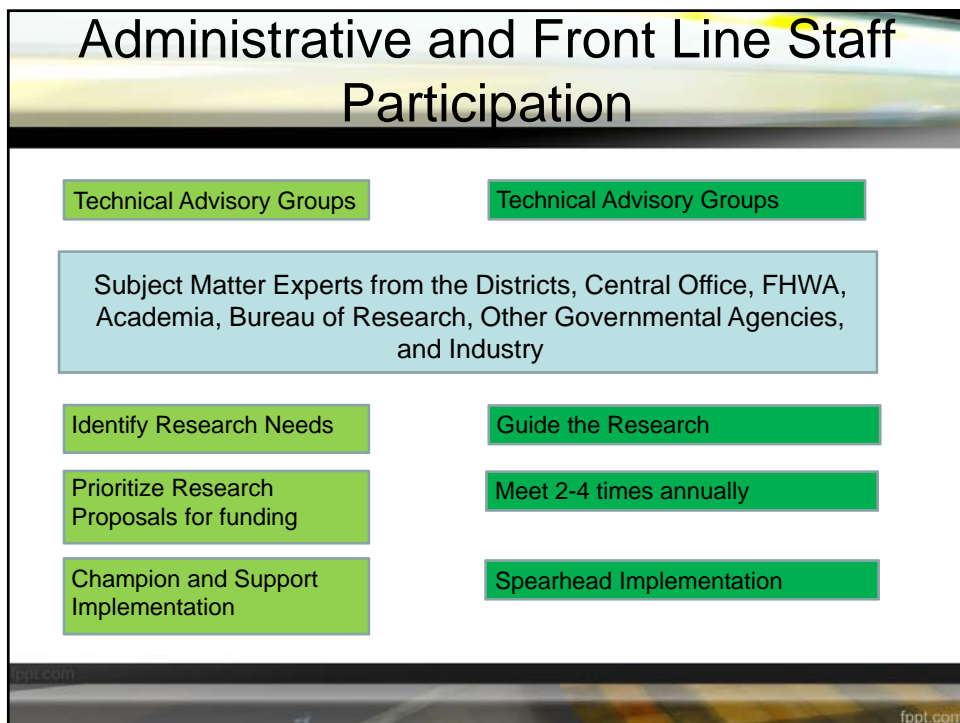 Administrative and Front Line Staff
Participation
Technical Advisory Groups
Technical Advisory Groups
Subject Matter Experts from the Districts, Central Office, FHWA,
Academia, Bureau of Research, Other Governmental Agencies,
and Industry
Identify Research Needs
Guide the Research
Prioritize Research
Proposals for funding
Meet 2-4 times annually
Champion and Support
Implementation
Spearhead Implementation
fppt.com
fppt.com